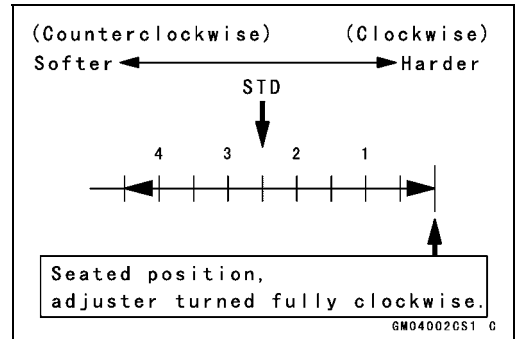 (Counterclockwise) (Clockwise)
Softer Harder
STD
4 3 2 1
Seated position,
adjuster turned fully clockwise.
GM04002CS1 C